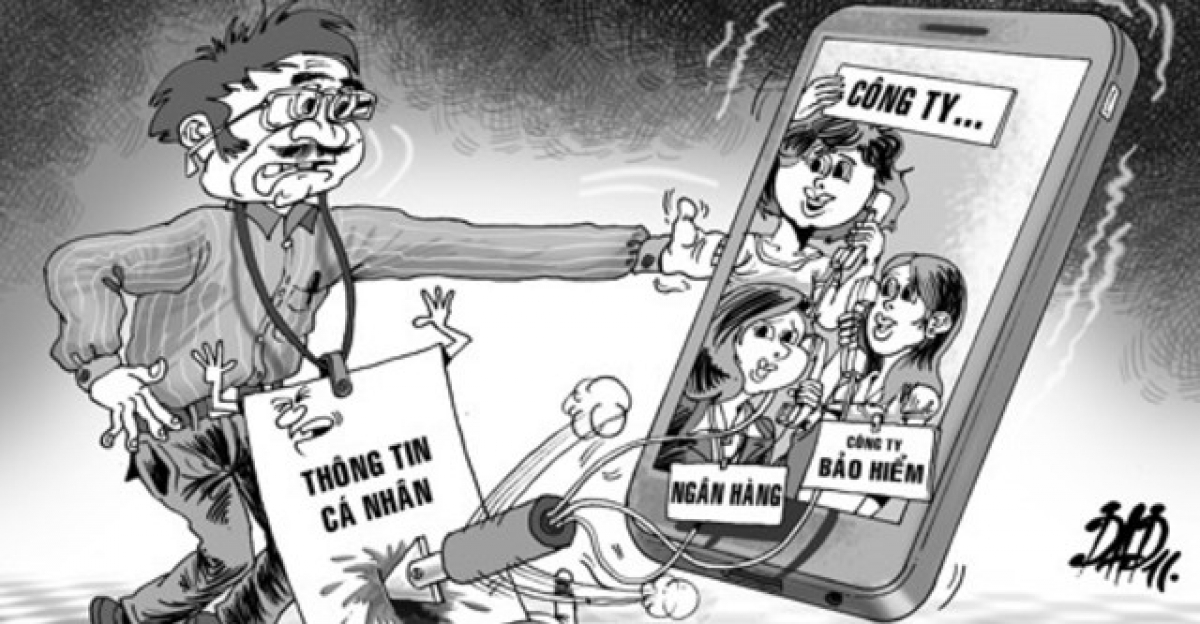 CÔNG TY...
THÔNG TIN
CÁ NHÂN
NGÂN HÀNG
CÔNG TY
BẢO HIỂM